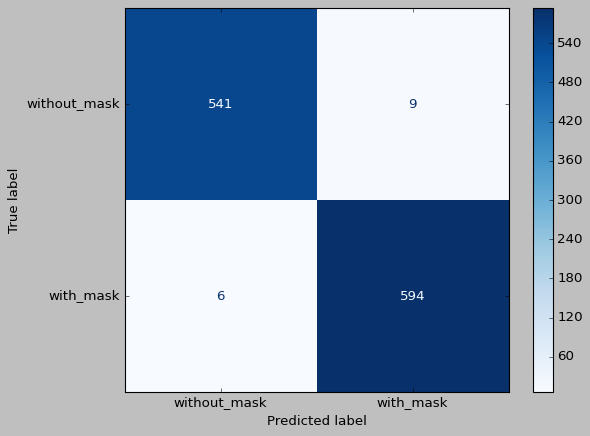 True label
without_mask
541
9
with_mask
6
594
without_mask
with_mask
Predicted label
540
480
420
360
300
240
180
120
60